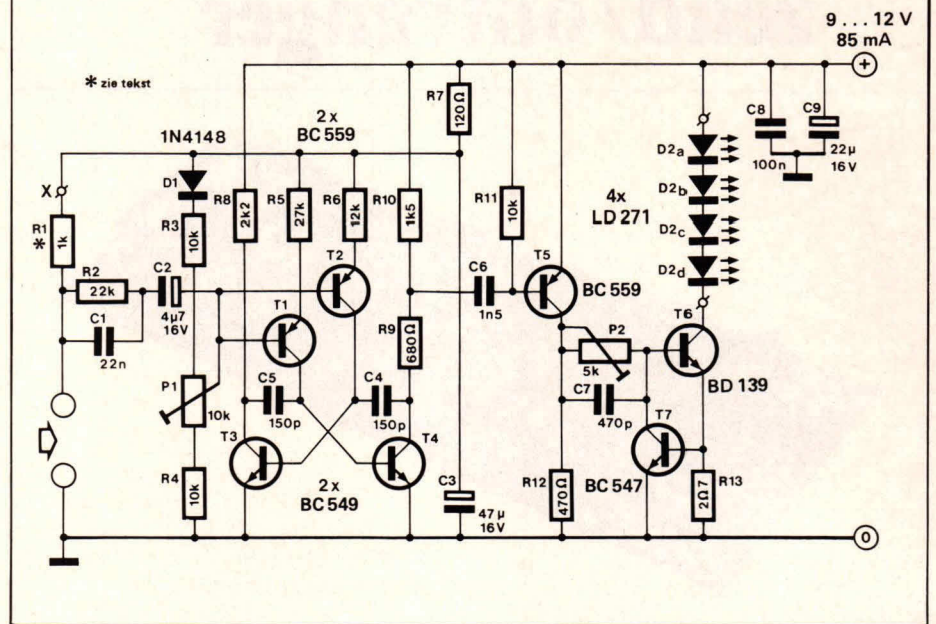 9 . . . 12 V
85 mA
+
* zie tekst
2 x
BC 559
1N4148
X
D1
R1
*
1k
R2
22k
C1
22n
C2
4µ7
16V
R3
10k
P1
10k
R4
10k
R8
2k2
R5
27k
R6
12k
R10
1k5
R7
120Ω
R11
10k
T1
T2
R9
680Ω
C5
150p
C4
150p
T3
T4
2x
BC 549
C3
47 µ
16V
C6
1n5
T5
BC 559
P2
5k
C7
470p
R12
470Ω
T7
BC 547
R13
2Ω7
T6
BD 139
4x
LD 271
D2a
D2b
D2c
D2d
C8
100n
C9
22µ
16V
0